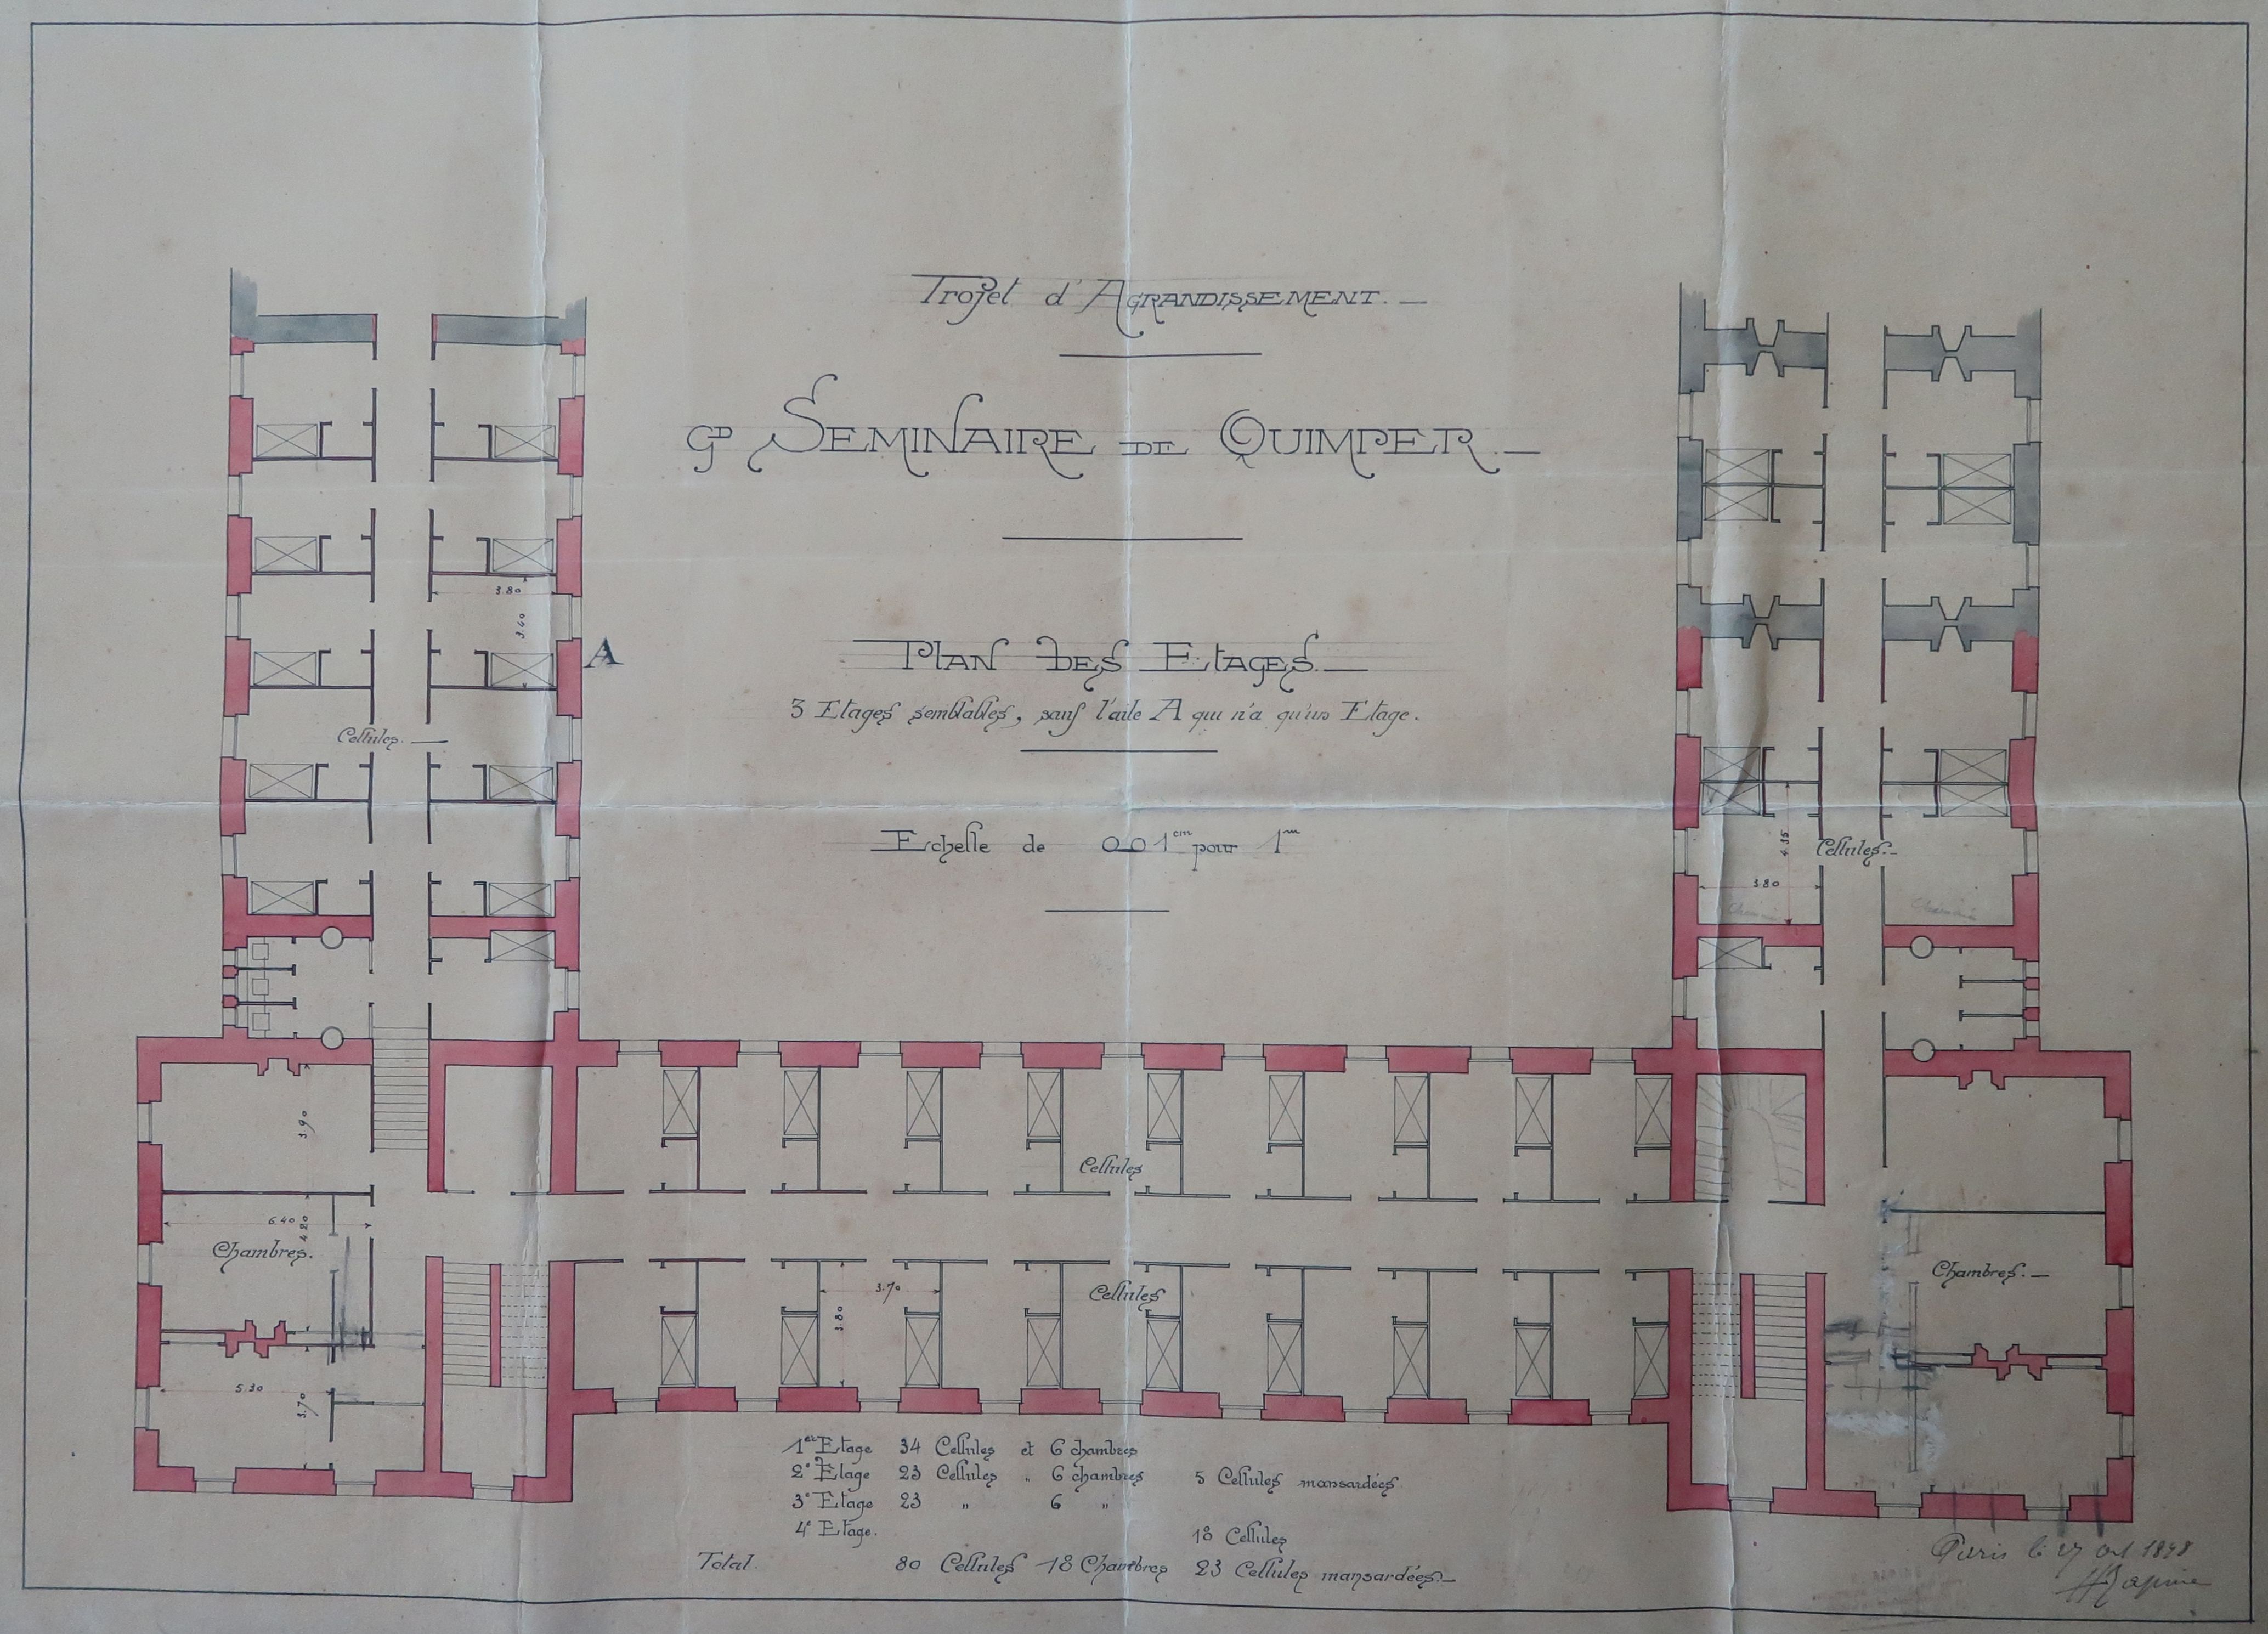 Projet d'Agrandissement.
Gd Seminaire de Quimper.
Plan des Etages.
3 Etages semblables, sauf l'aile A qui n'a qu'un Etage.
Echelle de 0.01cm pour 1m
A
3.80
3.60
Cellules.
4.35
Cellules.
3.80
3.90
Cellules
6.40
4.20
Chambres.
Chambres.
3.70
Cellules
3.80
5.30
3.70
1er Etage 34 Cellules et 6 chambres
2e Etage 23 Cellules " 6 chambres 5 Cellules mansardées
3e Etage 23 " 6 "
4e Etage. 18 Cellules
Total. 80 Cellules 18 Chambres 23 Cellules mansardées.
Paris le 27 1898